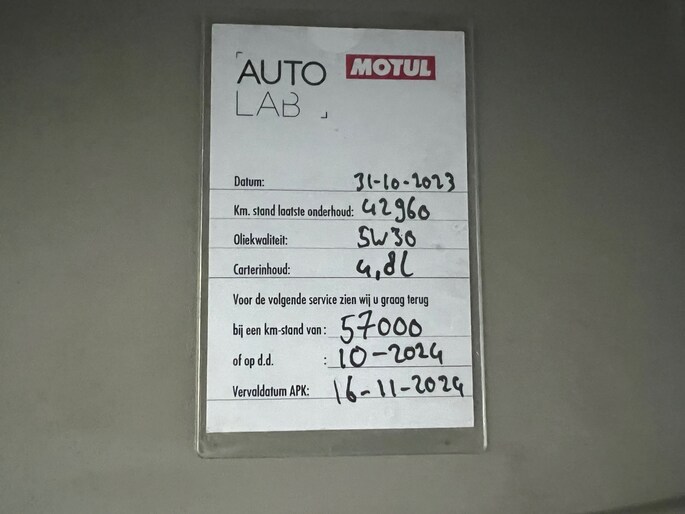 AUTO LAB
MOTUL
Datum: 31-10-2023
Km. stand laatste onderhoud: 42960
Oliekwaliteit: 5W30
Carterinhoud: 4,8l
Voor de volgende service zien wij u graag terug
bij een km-stand van: 57000
of op d.d. : 10-2024
Vervaldatum APK: 16-11-2024